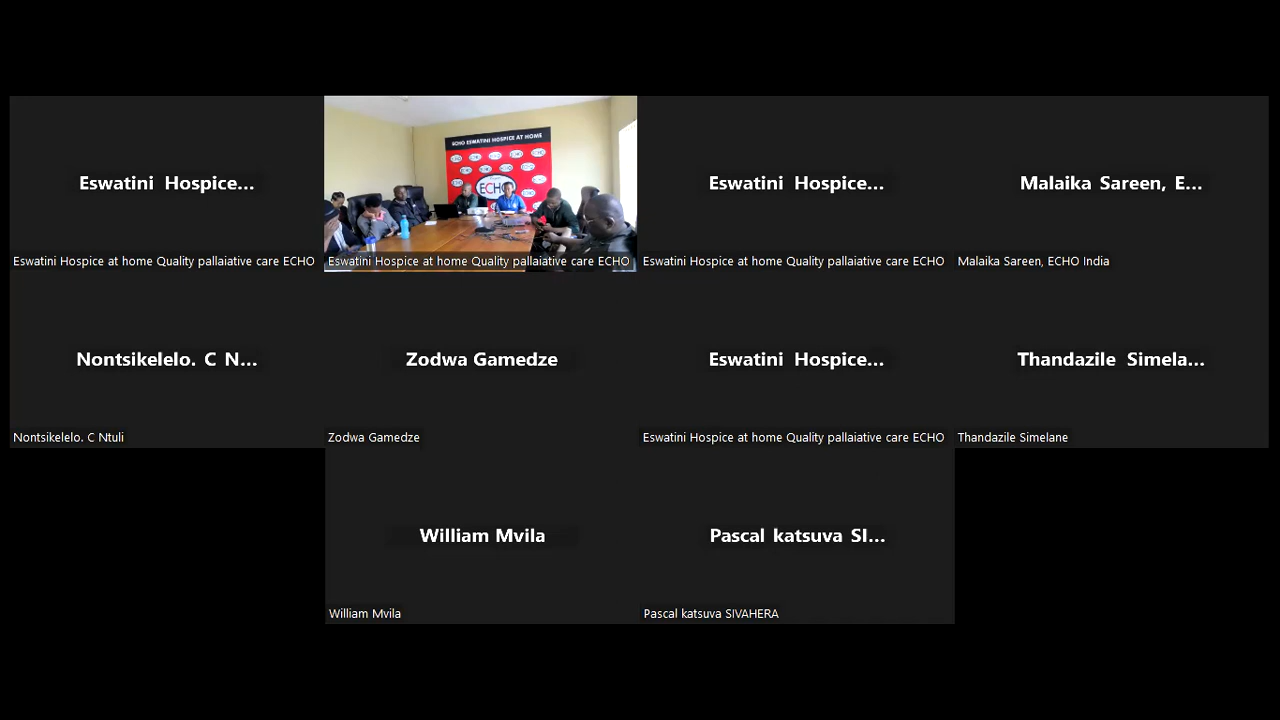 Eswatini Hospice...
Eswatini Hospice at home Quality pallaiative care ECHO
ECHO ESWATINI HOSPICE AT HOME
ECHO
Eswatini Hospice at home Quality pallaiative care ECHO
Eswatini Hospice...
Eswatini Hospice at home Quality pallaiative care ECHO
Malaika Sareen, E...
Malaika Sareen, ECHO India
Nontsikelelo. C N...
Nontsikelelo. C Ntuli
Zodwa Gamedze
Zodwa Gamedze
Eswatini Hospice...
Eswatini Hospice at home Quality pallaiative care ECHO
Thandazile Simela...
Thandazile Simelane
William Mvila
William Mvila
Pascal katsuva SI...
Pascal katsuva SIVAHERA